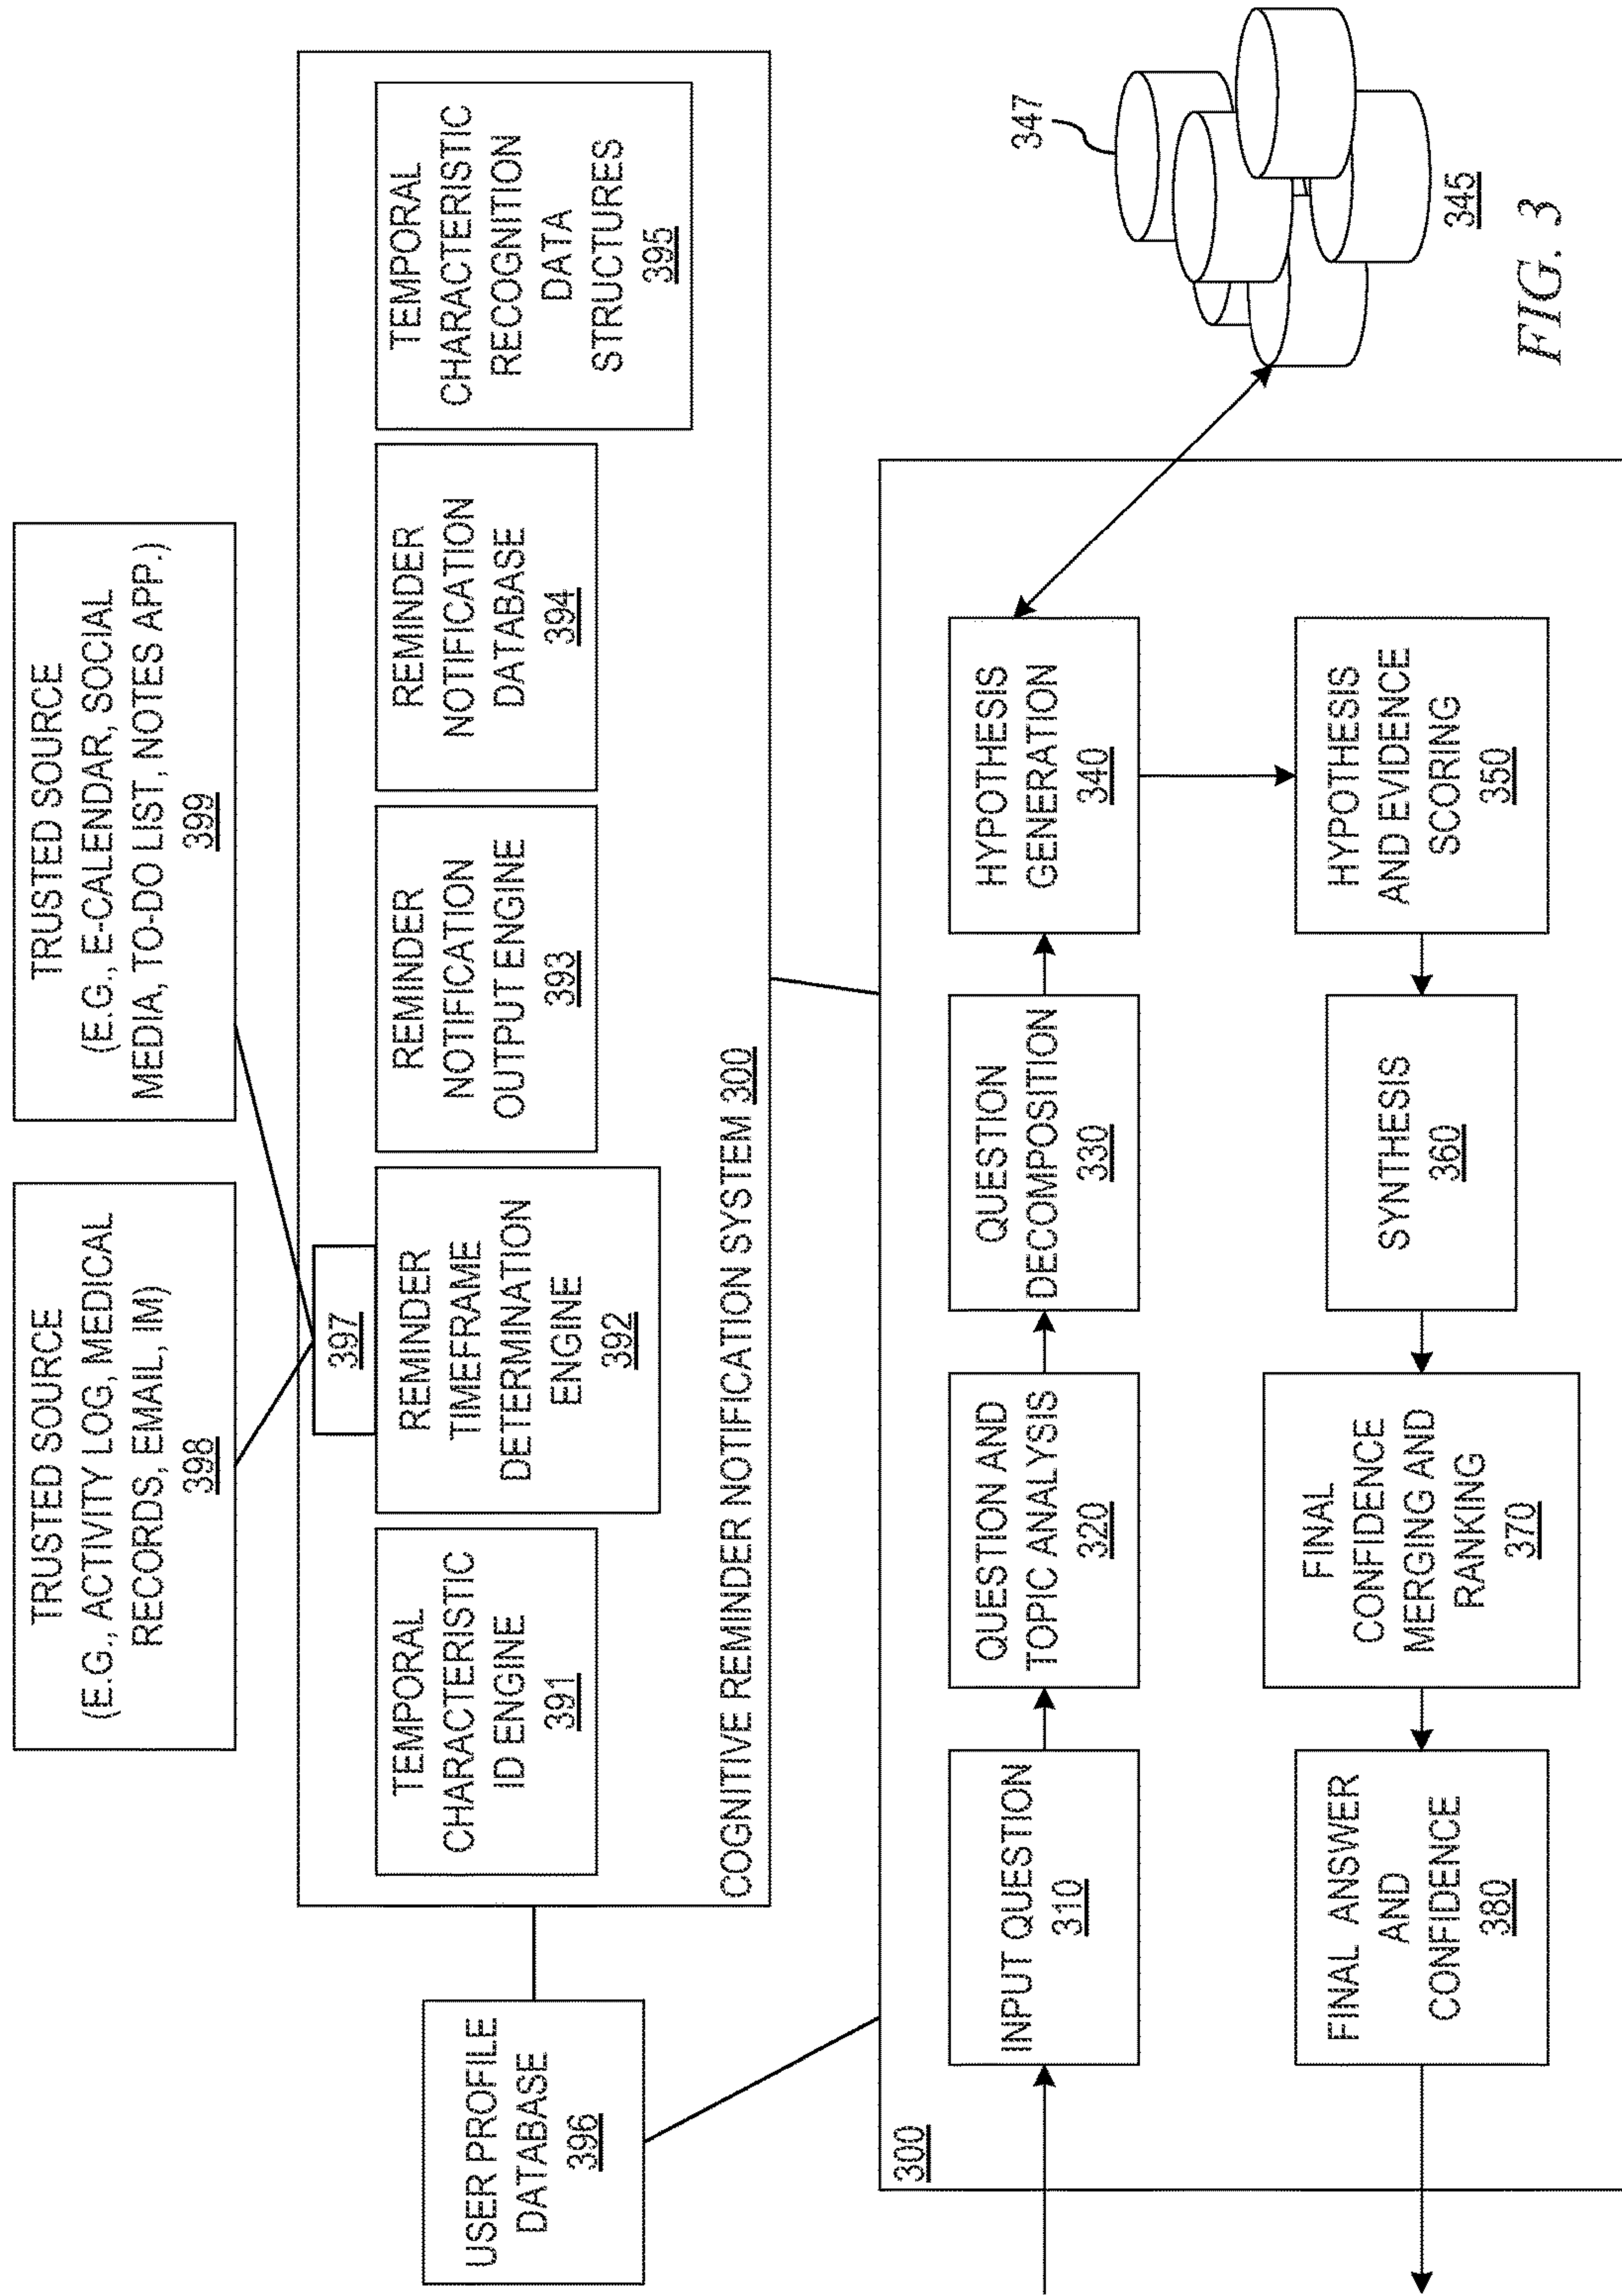 TRUSTED SOURCE
(E.G., ACTIVITY LOG, MEDICAL
RECORDS, EMAIL, IM)
398
TRUSTED SOURCE
(E.G., E-CALENDAR, SOCIAL
MEDIA, TO-DO LIST, NOTES APP.)
399
397
TEMPORAL
CHARACTERISTIC
ID ENGINE
391
REMINDER
TIMEFRAME
DETERMINATION
ENGINE
392
REMINDER
NOTIFICATION
OUTPUT ENGINE
393
REMINDER
NOTIFICATION
DATABASE
394
TEMPORAL
CHARACTERISTIC
RECOGNITION
DATA
STRUCTURES
395
COGNITIVE REMINDER NOTIFICATION SYSTEM 300
USER PROFILE
DATABASE
396
300
INPUT QUESTION
310
QUESTION AND
TOPIC ANALYSIS
320
QUESTION
DECOMPOSITION
330
HYPOTHESIS
GENERATION
340
347
345
FINAL ANSWER
AND
CONFIDENCE
380
FINAL
CONFIDENCE
MERGING AND
RANKING
370
SYNTHESIS
360
HYPOTHESIS
AND EVIDENCE
SCORING
350
FIG. 3